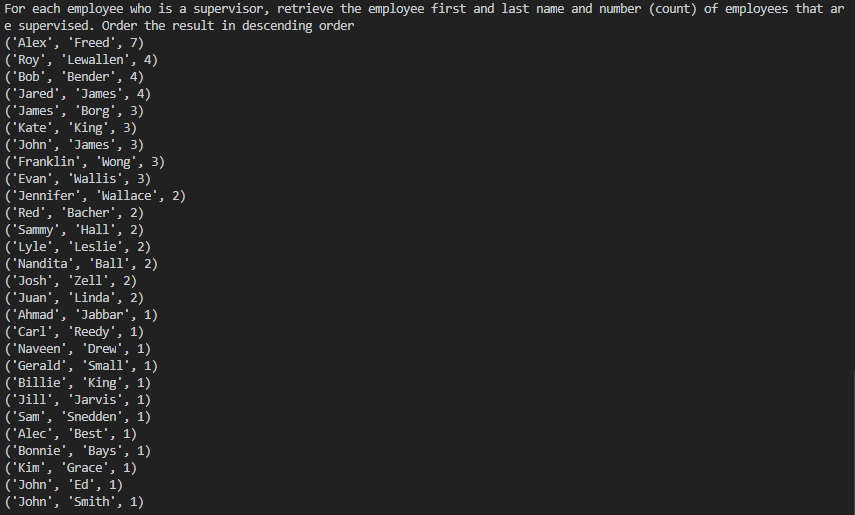 For each employee who is a supervisor, retrieve the employee first and last name and number (count) of employees that ar
e supervised. Order the result in descending order
('Alex', 'Freed', 7)
('Roy', 'Lewallen', 4)
('Bob', 'Bender', 4)
('Jared', 'James', 4)
('James', 'Borg', 3)
('Kate', 'King', 3)
('John', 'James', 3)
('Franklin', 'Wong', 3)
('Evan', 'Wallis', 3)
('Jennifer', 'Wallace', 2)
('Red', 'Bacher', 2)
('Sammy', 'Hall', 2)
('Lyle', 'Leslie', 2)
('Nandita', 'Ball', 2)
('Josh', 'Zell', 2)
('Juan', 'Linda', 2)
('Ahmad', 'Jabbar', 1)
('Carl', 'Reedy', 1)
('Naveen', 'Drew', 1)
('Gerald', 'Small', 1)
('Billie', 'King', 1)
('Jill', 'Jarvis', 1)
('Sam', 'Snedden', 1)
('Alec', 'Best', 1)
('Bonnie', 'Bays', 1)
('Kim', 'Grace', 1)
('John', 'Ed', 1)
('John', 'Smith', 1)